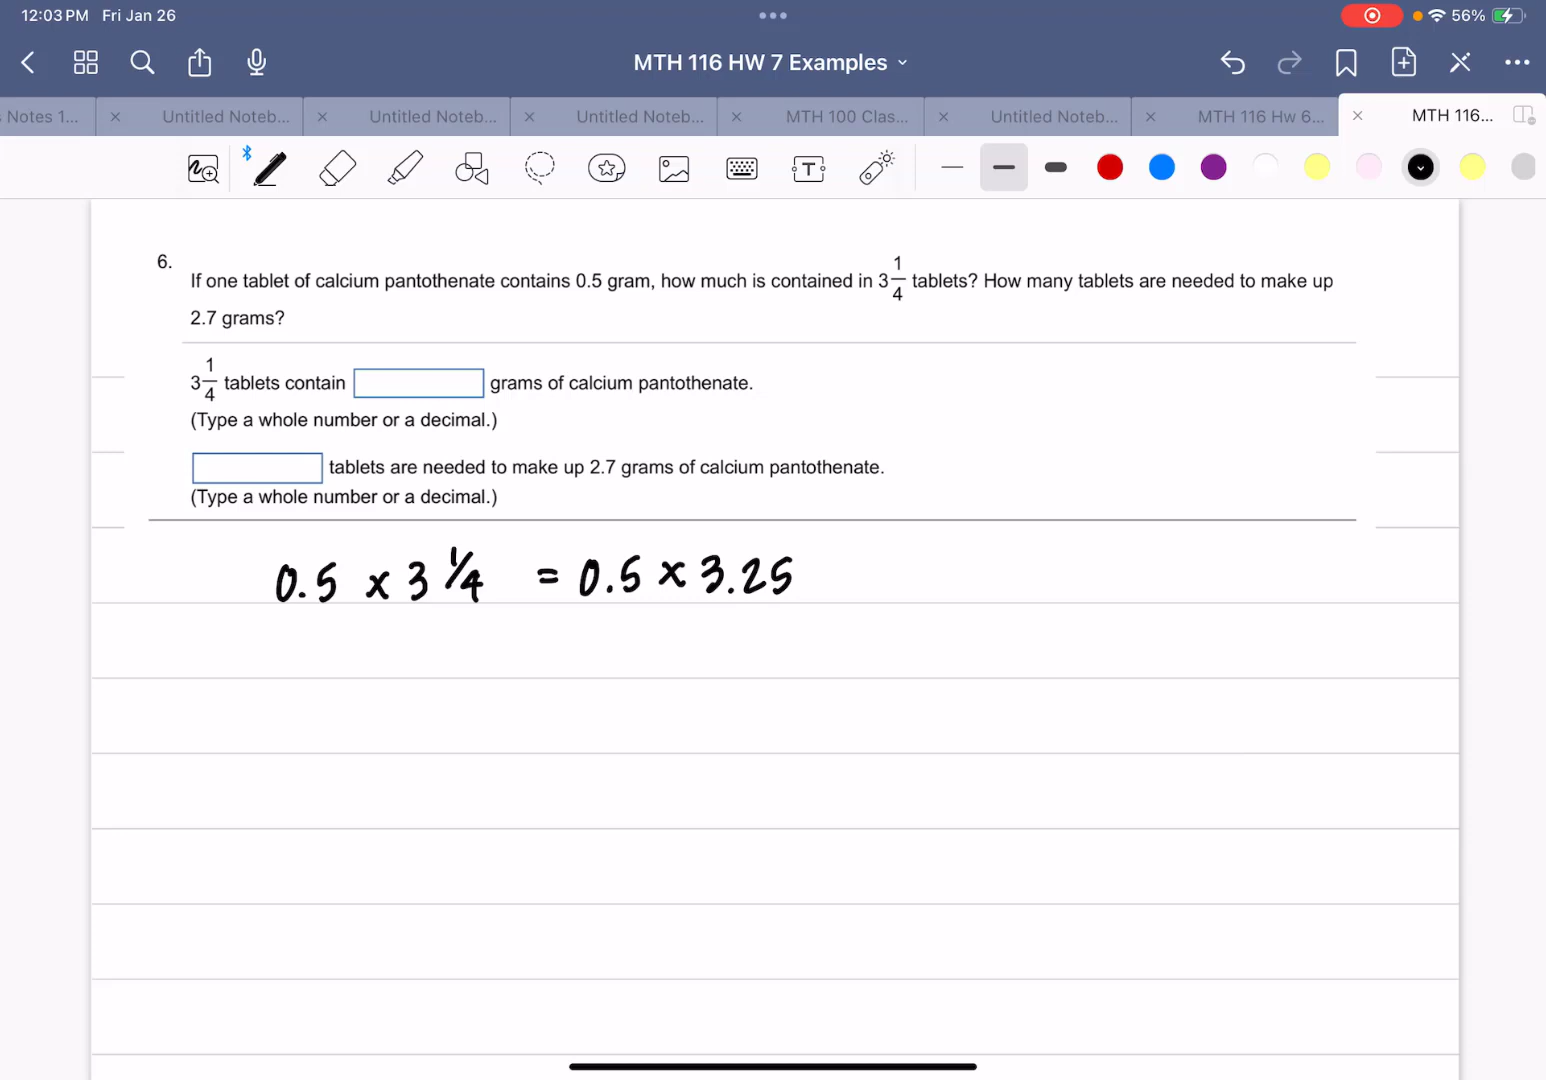 12:03 PM Fri Jan 26
56%
MTH 116 HW 7 Examples
s Notes 1... Untitled Noteb... Untitled Noteb... Untitled Noteb... MTH 100 Clas... Untitled Noteb... MTH 116 Hw 6... MTH 116...
6.
If one tablet of calcium pantothenate contains 0.5 gram, how much is contained in 3 1/4 tablets? How many tablets are needed to make up
2.7 grams?
3 1/4 tablets contain grams of calcium pantothenate.
(Type a whole number or a decimal.)
tablets are needed to make up 2.7 grams of calcium pantothenate.
(Type a whole number or a decimal.)
0.5 x 3 1/4 = 0.5 x 3.25